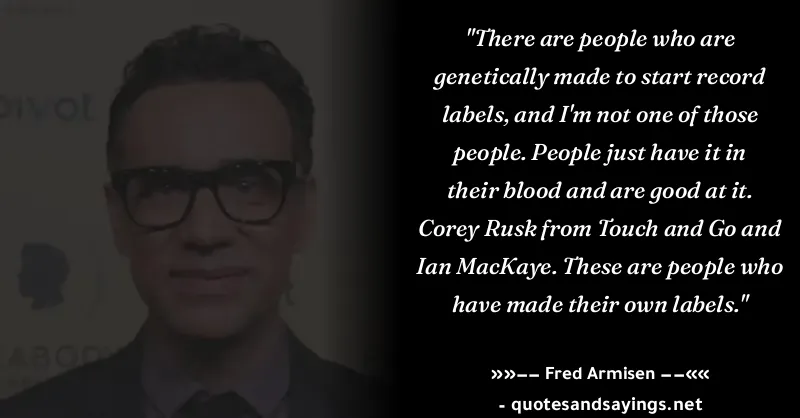 "There are people who are
genetically made to start record
labels, and I'm not one of those
people. People just have it in
their blood and are good at it.
Corey Rusk from Touch and Go and
Ian MacKaye. These are people who
have made their own labels."
»»—— Fred Armisen ——««
- quotesandsayings.net